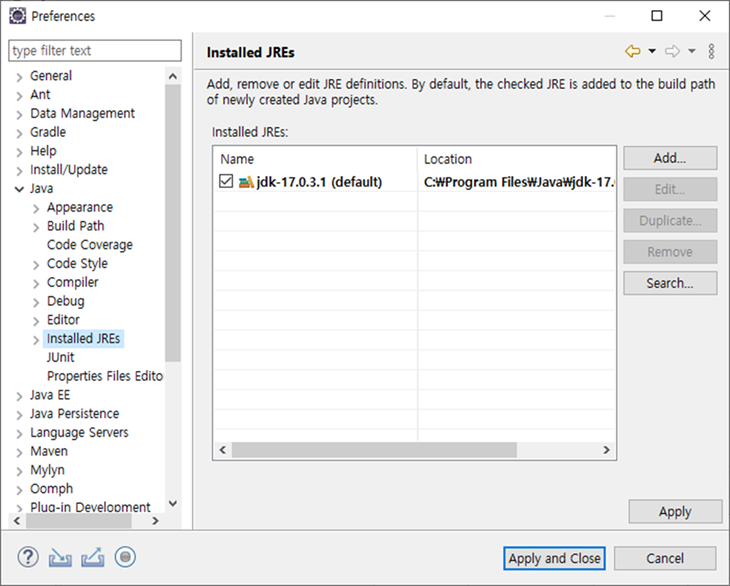 Preferences
type filter text
General
Ant
Data Management
Gradle
Help
Install/Update
Java
Appearance
Build Path
Code Coverage
Code Style
Compiler
Debug
Editor
Installed JREs
JUnit
Properties Files Edito
Java EE
Java Persistence
Language Servers
Maven
Mylyn
Oomph
Plug-in Development
Installed JREs
Add, remove or edit JRE definitions. By default, the checked JRE is added to the build path
of newly created Java projects.
Installed JREs:
Name Location
jdk-17.0.3.1 (default) C:₩Program Files₩Java₩jdk-17.
Add...
Edit...
Duplicate...
Remove
Search...
Apply
Apply and Close Cancel